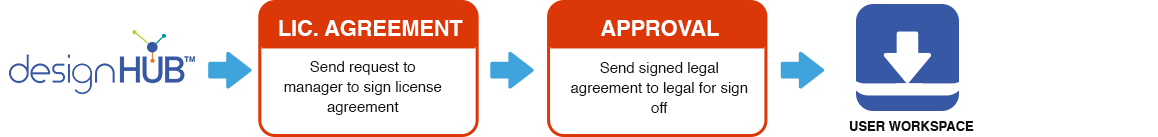 designHUB™
LIC. AGREEMENT
Send request to
manager to sign license
agreement
APPROVAL
Send signed legal
agreement to legal for sign
off
USER WORKSPACE